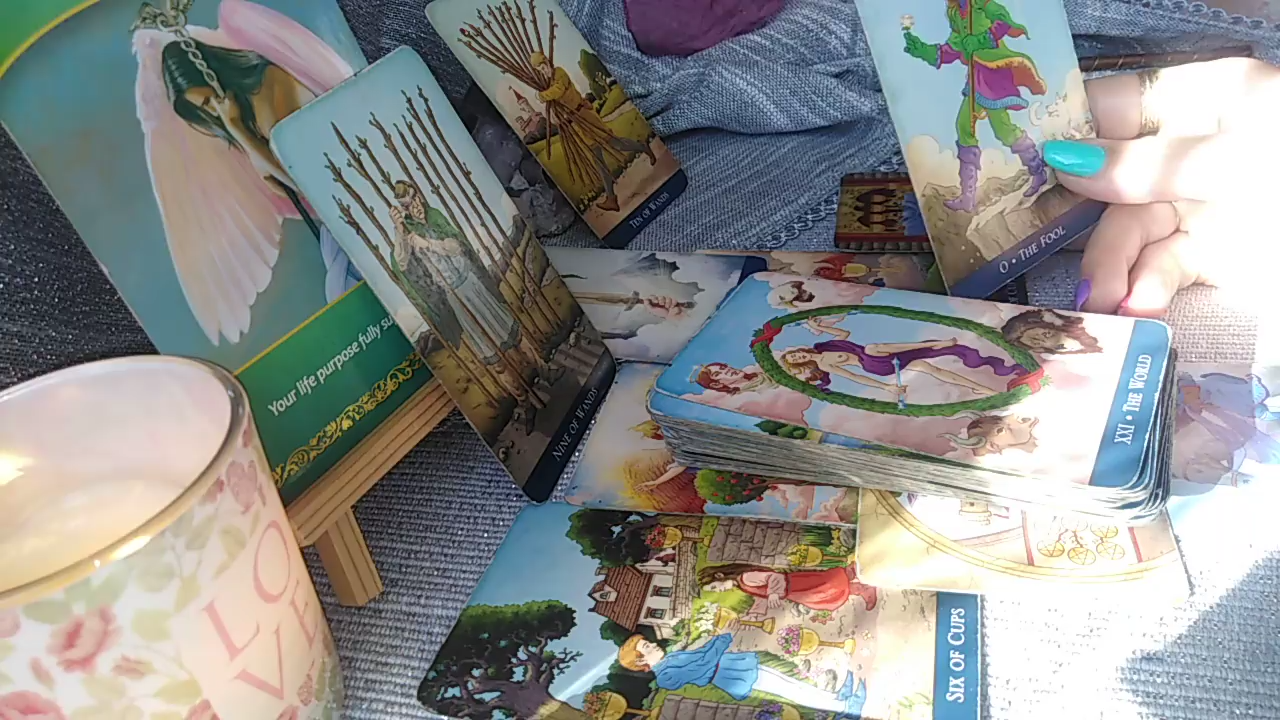 TEN OF WANDS
0 • THE FOOL
Your life purpose fully su
NINE OF WANDS
XXI • THE WORLD
LO
VE
SIX OF CUPS